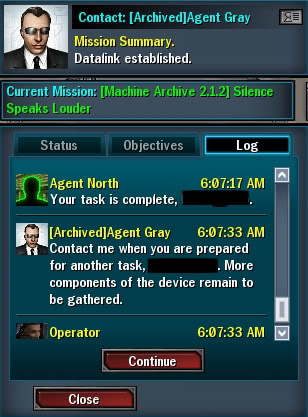 Contact: [Archived]Agent Gray
Mission Summary.
Datalink established.
Current Mission: [Machine Archive 2.1.2] Silence
Speaks Louder
Status
Objectives
Log
Agent North 6:07:17 AM
Your task is complete, .
[Archived]Agent Gray 6:07:33 AM
Contact me when you are prepared
for another task, . More
components of the device remain to
be gathered.
Operator 6:07:33 AM
Continue
Close